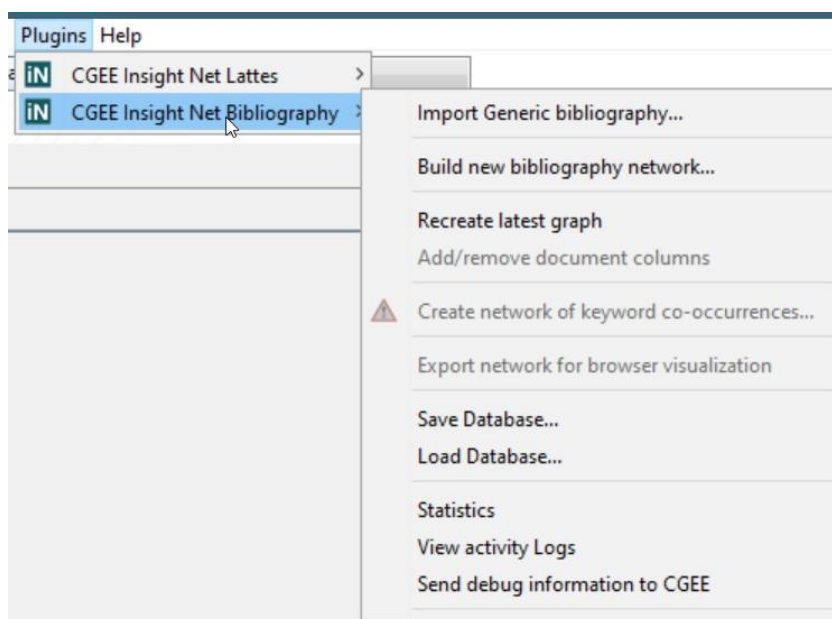 Plugins Help
iN CGEE Insight Net Lattes >
iN CGEE Insight Net Bibliography >
Import Generic bibliography...
Build new bibliography network...
Recreate latest graph
Add/remove document columns
Create network of keyword co-occurrences...
Export network for browser visualization
Save Database...
Load Database...
Statistics
View activity Logs
Send debug information to CGEE